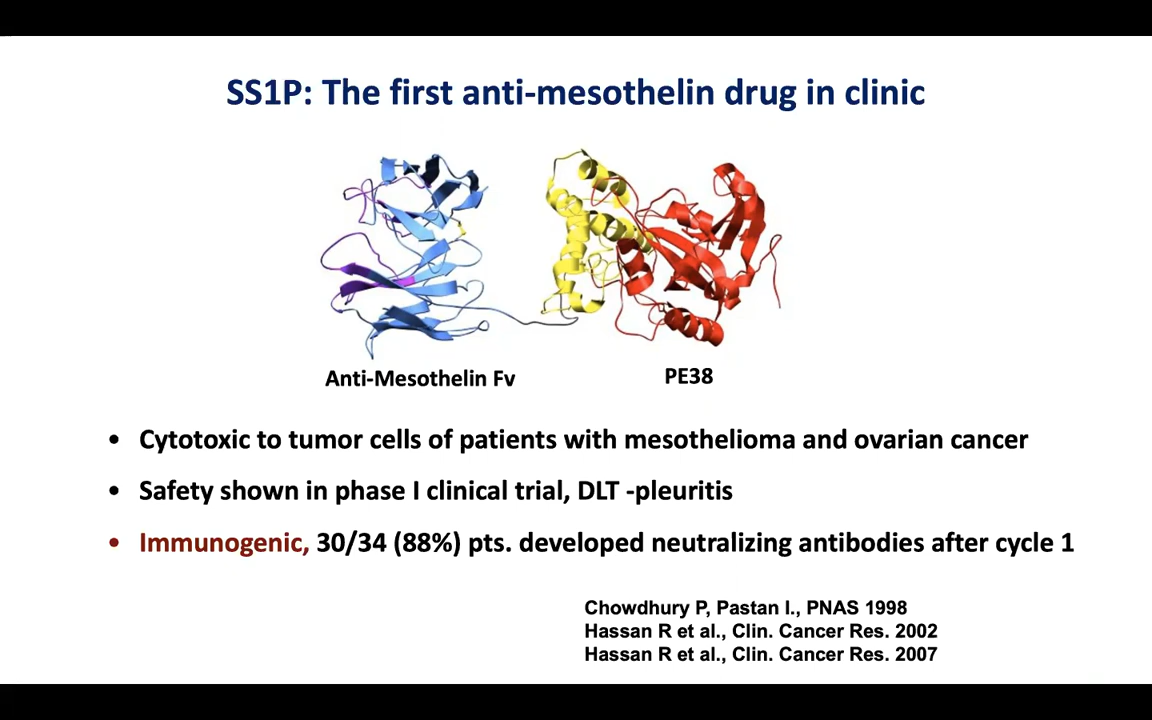 SS1P: The first anti-mesothelin drug in clinic
Anti-Mesothelin Fv
PE38
• Cytotoxic to tumor cells of patients with mesothelioma and ovarian cancer
• Safety shown in phase I clinical trial, DLT -pleuritis
• Immunogenic, 30/34 (88%) pts. developed neutralizing antibodies after cycle 1
Chowdhury P, Pastan I., PNAS 1998
Hassan R et al., Clin. Cancer Res. 2002
Hassan R et al., Clin. Cancer Res. 2007